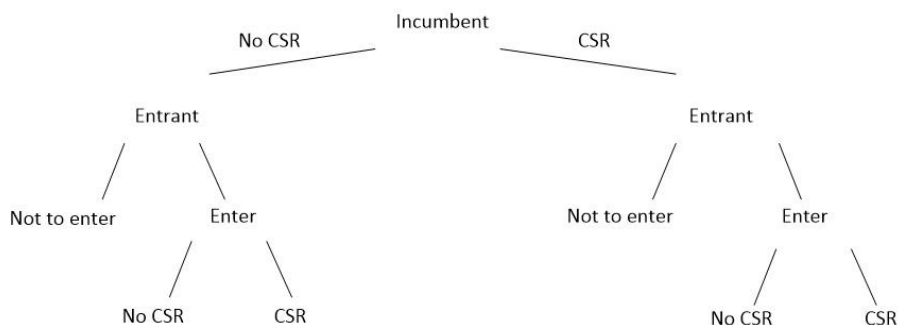 Incumbent
No CSR
CSR
Entrant
Entrant
Not to enter
Enter
Not to enter
Enter
No CSR
CSR
No CSR
CSR